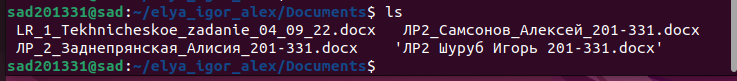 sad201331@sad:~/elya_igor_alex/Documents$ ls
LR_1_Tekhnicheskoe_zadanie_04_09_22.docx ЛР2_Самсонов_Алексей_201-331.docx
ЛР_2_Заднепрянская_Алисия_201-331.docx 'ЛР2 Шуруб Игорь 201-331.docx'
sad201331@sad:~/elya_igor_alex/Documents$